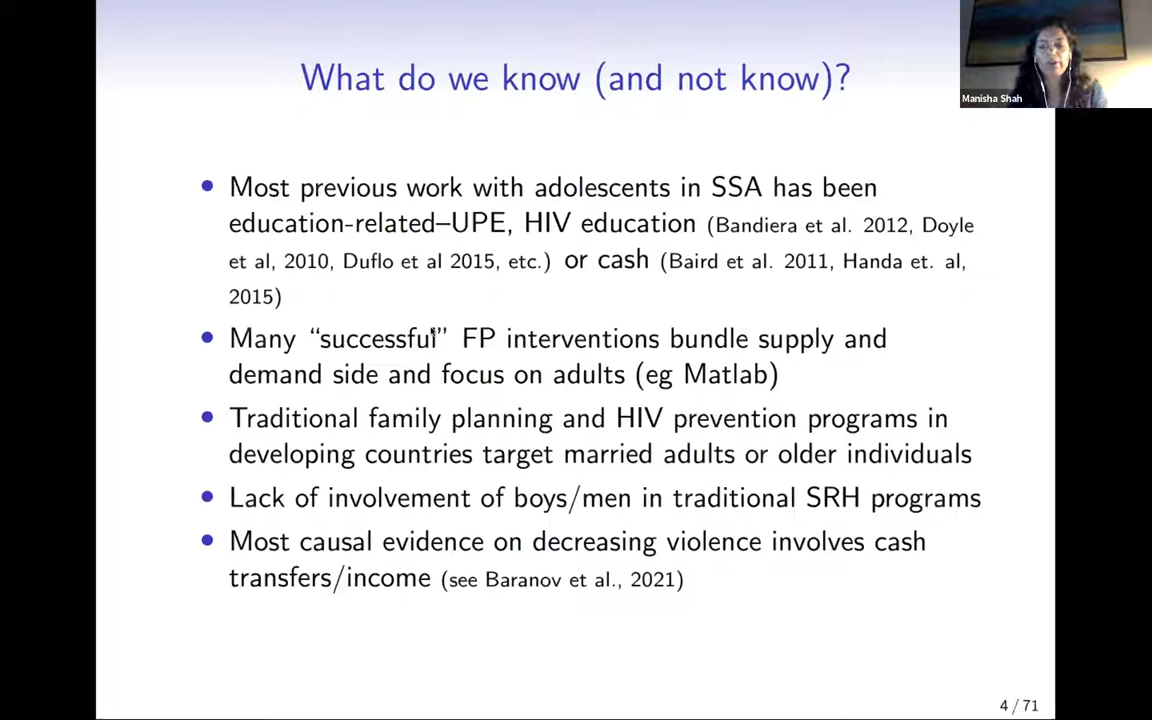 What do we know (and not know)?
Manisha Shah
• Most previous work with adolescents in SSA has been
education-related–UPE, HIV education (Bandiera et al. 2012, Doyle
et al, 2010, Duflo et al 2015, etc.) or cash (Baird et al. 2011, Handa et. al,
2015)
• Many “successful” FP interventions bundle supply and
demand side and focus on adults (eg Matlab)
• Traditional family planning and HIV prevention programs in
developing countries target married adults or older individuals
• Lack of involvement of boys/men in traditional SRH programs
• Most causal evidence on decreasing violence involves cash
transfers/income (see Baranov et al., 2021)
4 / 71